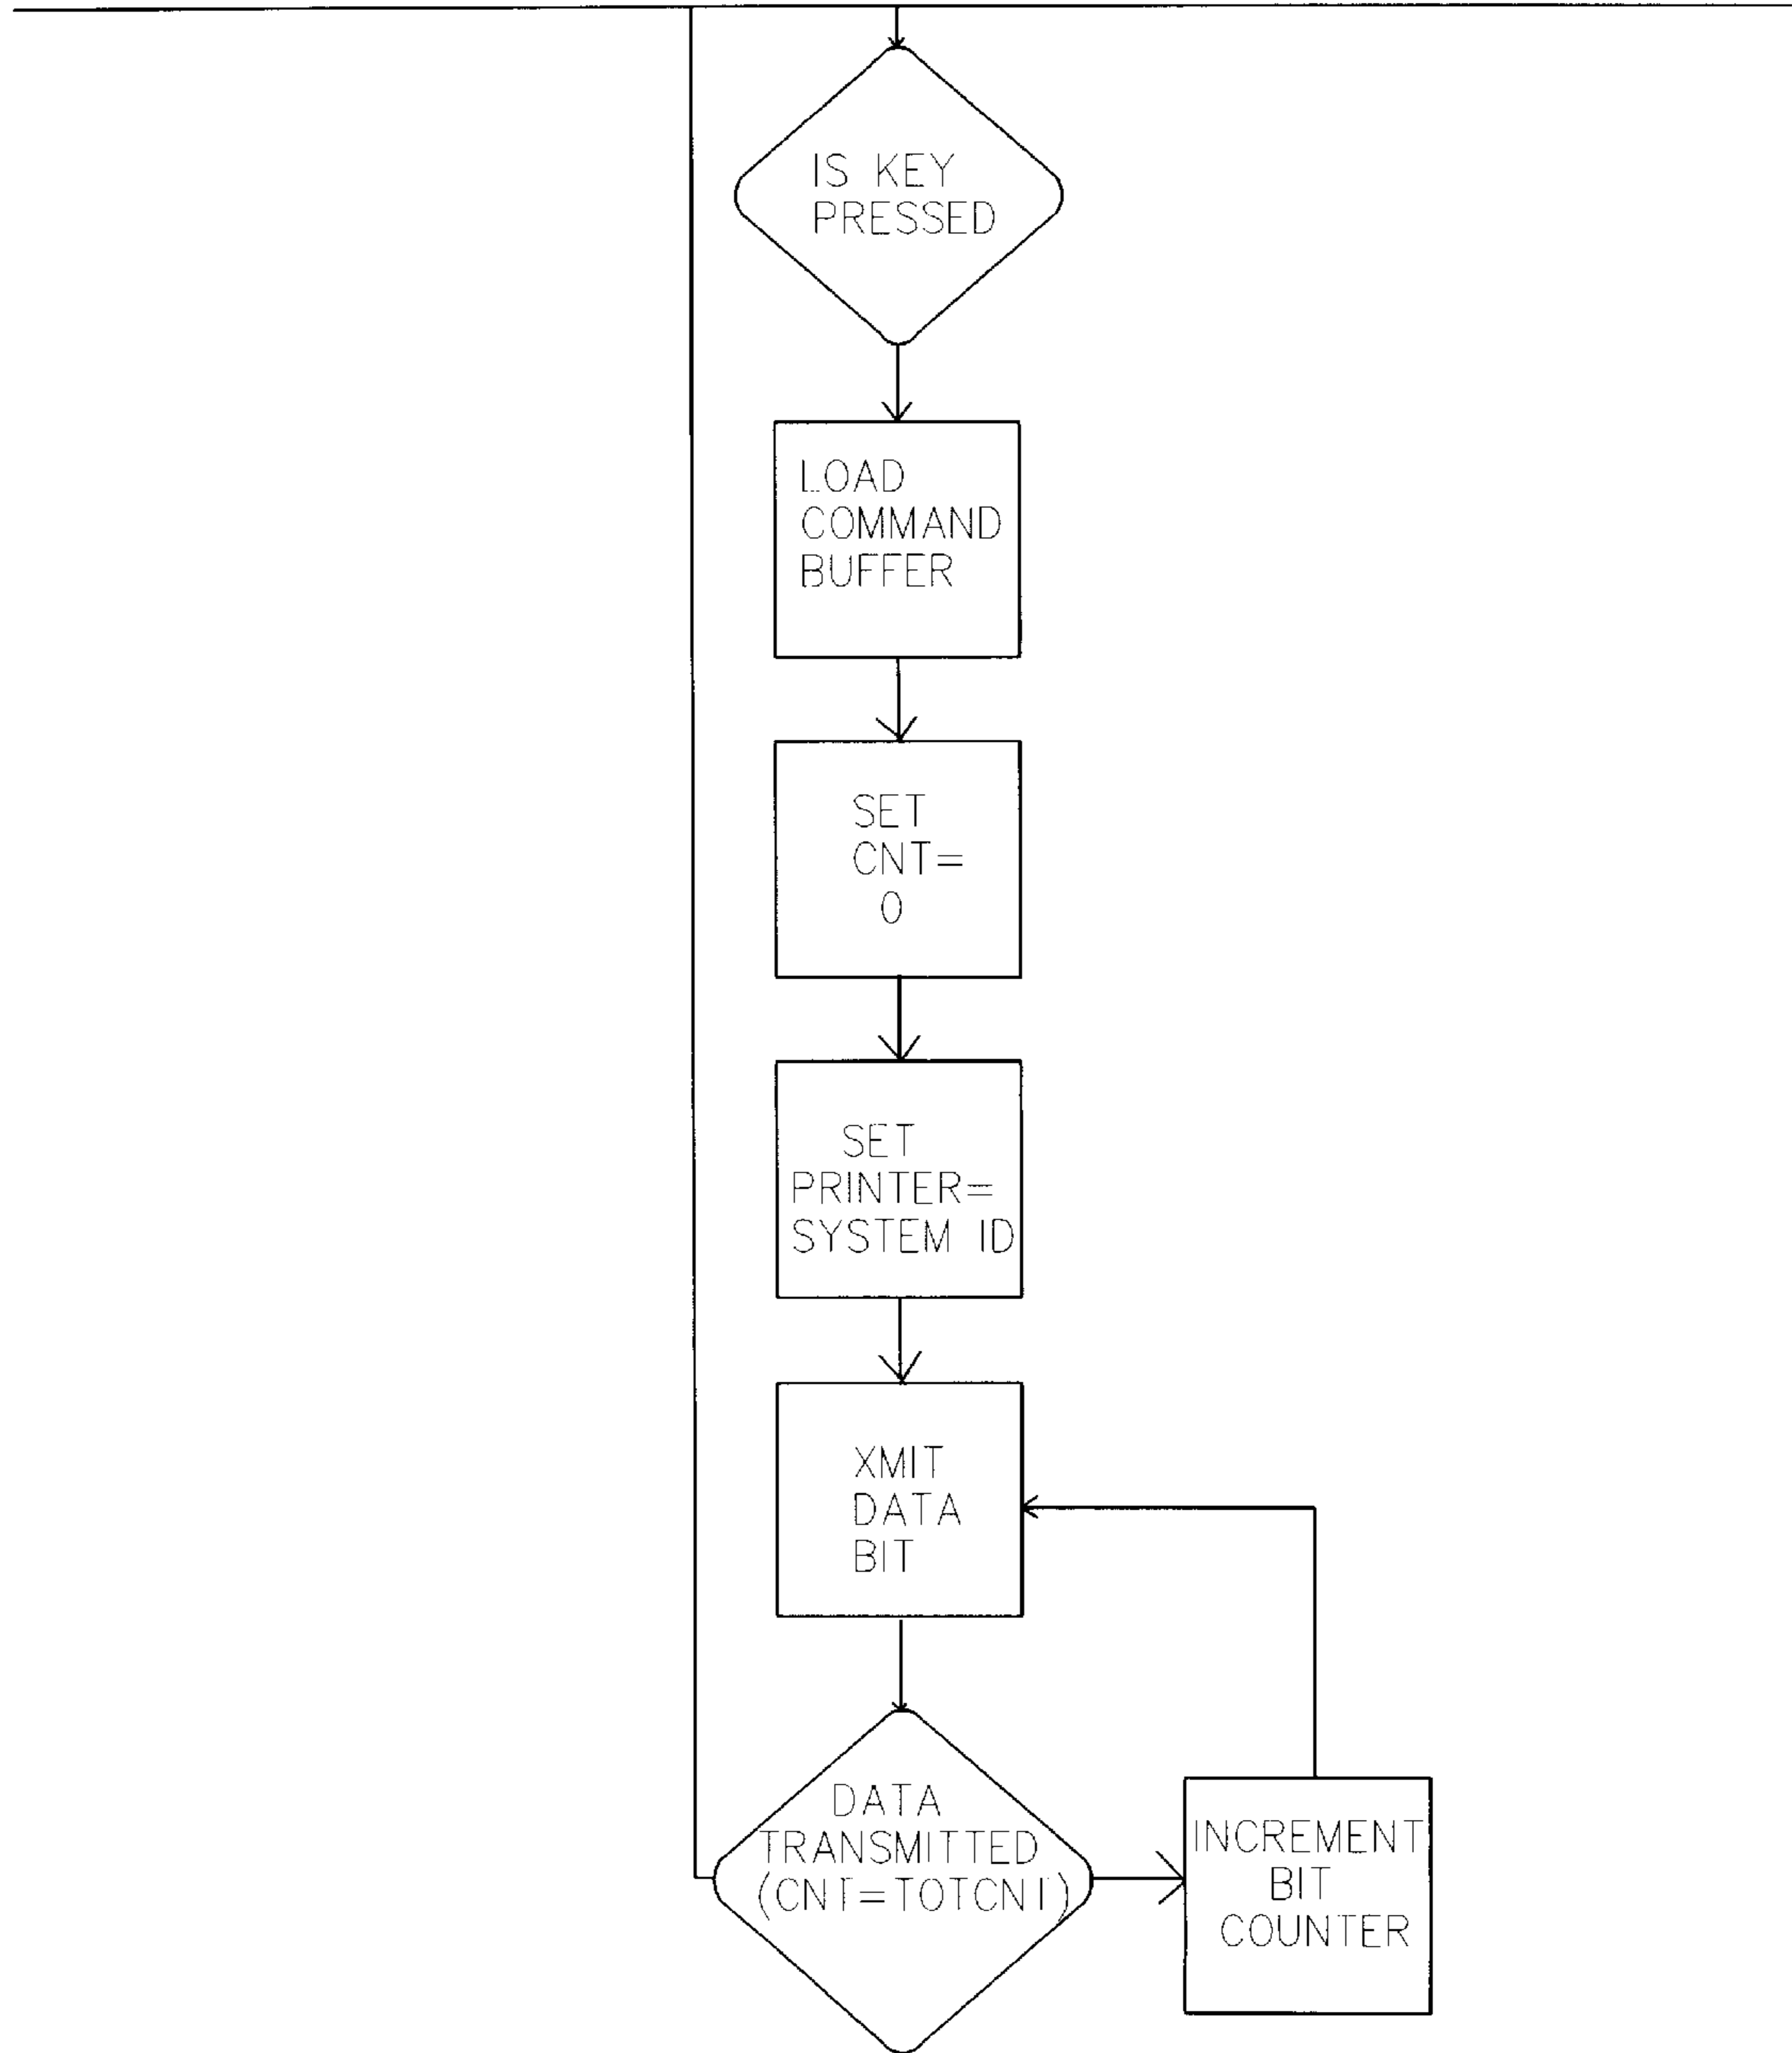 IS KEY
PRESSED
LOAD
COMMAND
BUFFER
SET
CNT=
0
SET
PRINTER=
SYSTEM ID
XMIT
DATA
BIT
DATA
TRANSMITTED
(CNT=TOTCNT)
INCREMENT
BIT
COUNTER